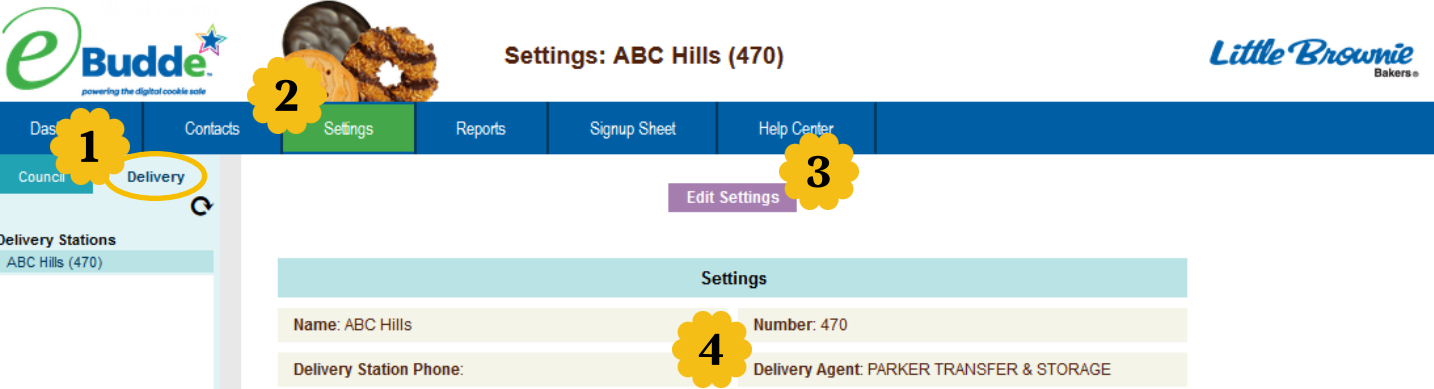 e Budde™
powering the digital cookie sale
Settings: ABC Hills (470)
Little Brownie
Bakers®
2
Contacts
Settings
Reports
Signup Sheet
Help Center
1
3
Council
Delivery
Edit Settings
Delivery Stations
ABC Hills (470)
Settings
Name: ABC Hills
Number: 470
4
Delivery Station Phone:
Delivery Agent: PARKER TRANSFER & STORAGE